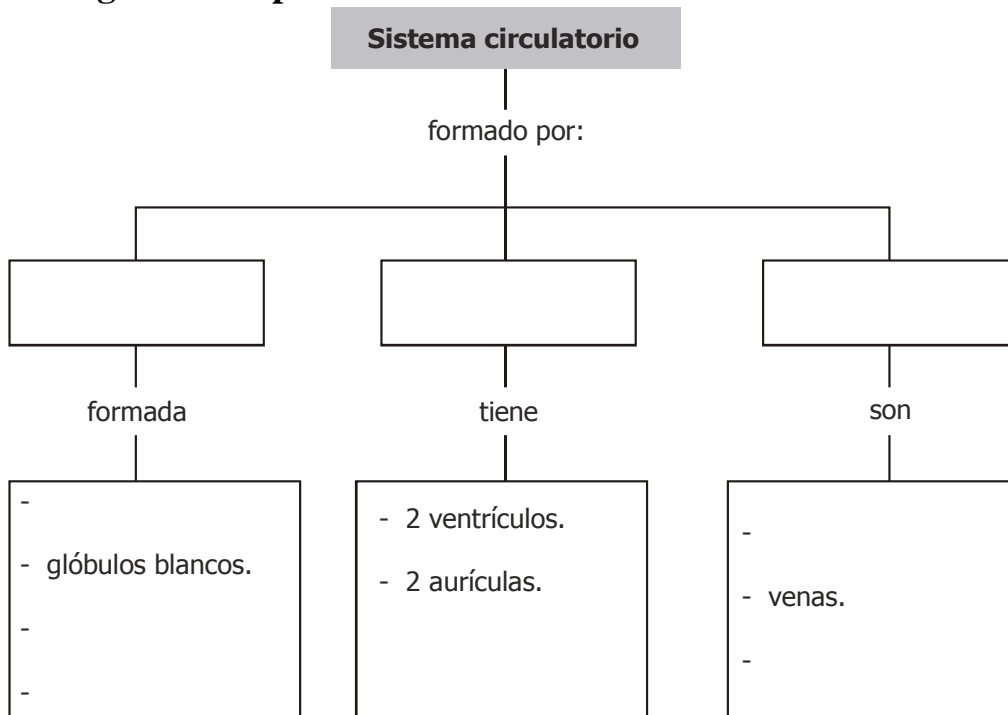 Sistema circulatorio
formado por:
formada
tiene
son
-
- glóbulos blancos.
-
-
- 2 ventrículos.
- 2 aurículas.
-
- venas.
-